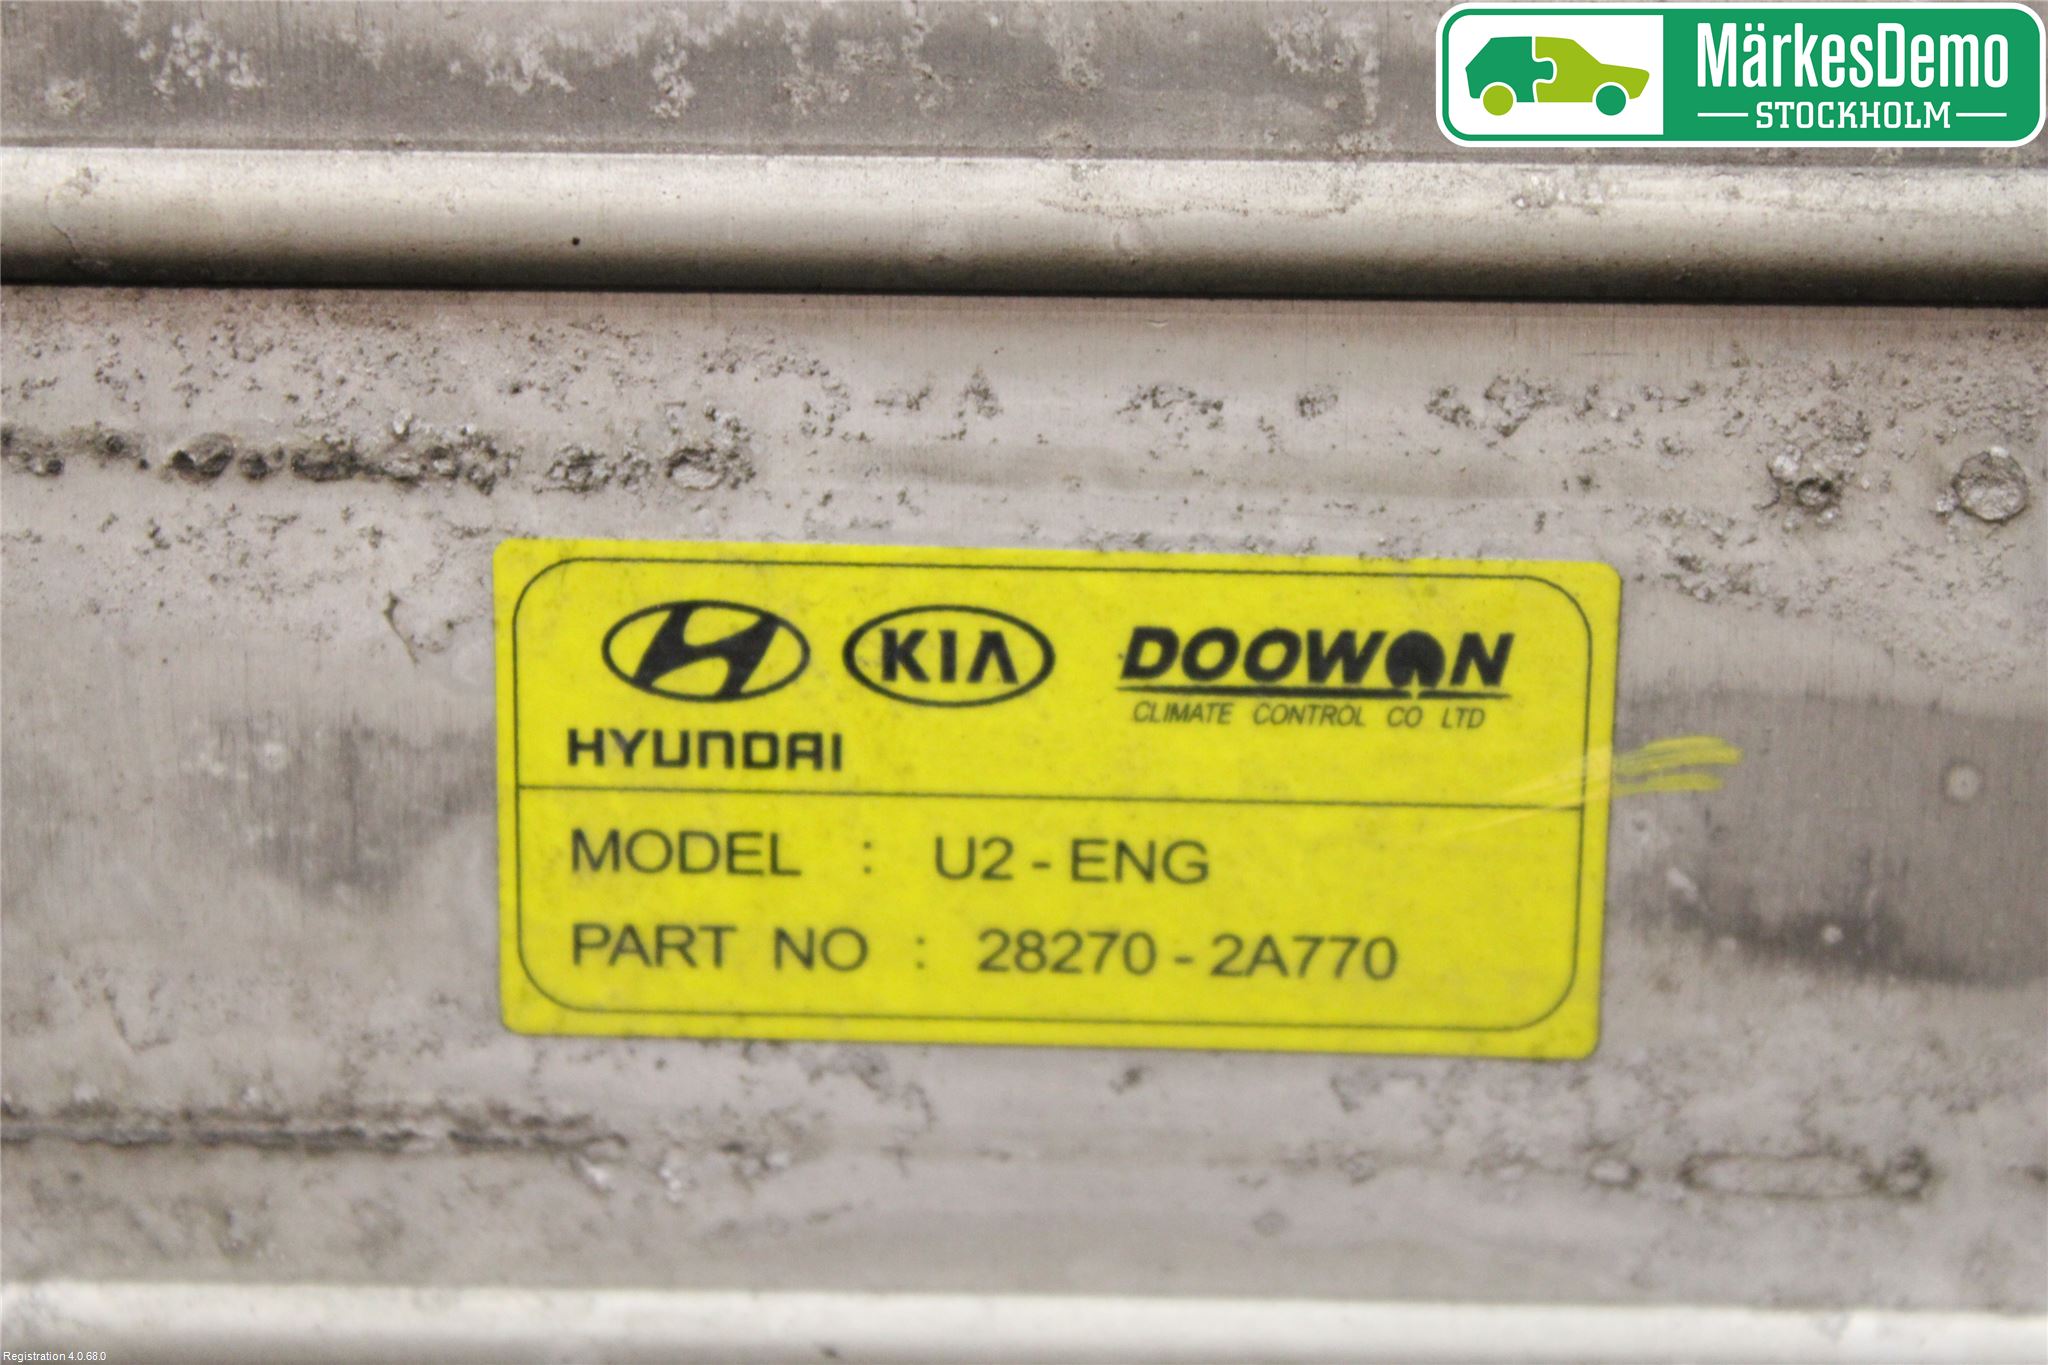 MärkesDemo
STOCKHOLM
KIA DOOWON
CLIMATE CONTROL CO LTD
HYUNDAI
MODEL : U2-ENG
PART NO : 28270-2A770
Registration 4.0.68.0